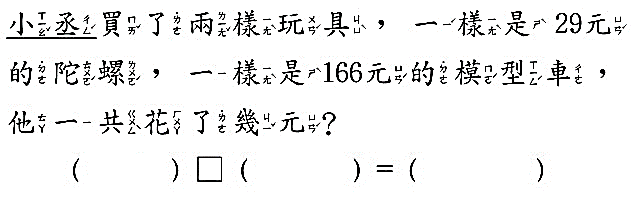 小丞買了兩樣玩具，一樣是29元
的陀螺，一樣是166元的模型車，
他一共花了幾元?
(　　　)□(　　　)=(　　　)